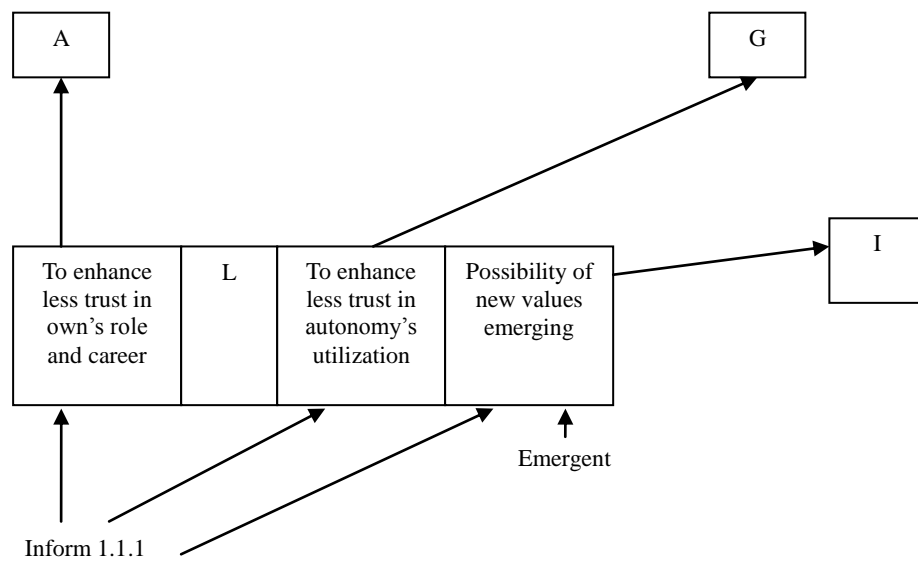 A
G
I
To enhance
less trust in
own's role
and career
L
To enhance
less trust in
autonomy's
utilization
Possibility of
new values
emerging
Emergent
Inform 1.1.1